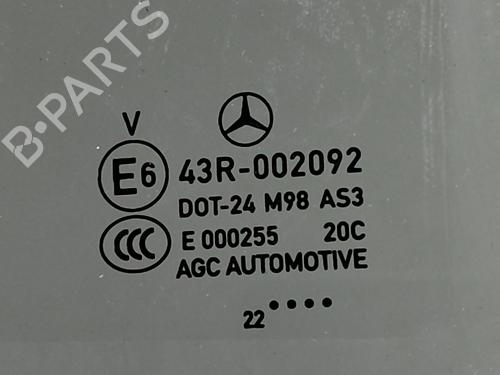 B-PARTS
V
E6 43R-002092
DOT-24 M98 AS3
CCC E 000255 20C
AGC AUTOMOTIVE
22 ••••